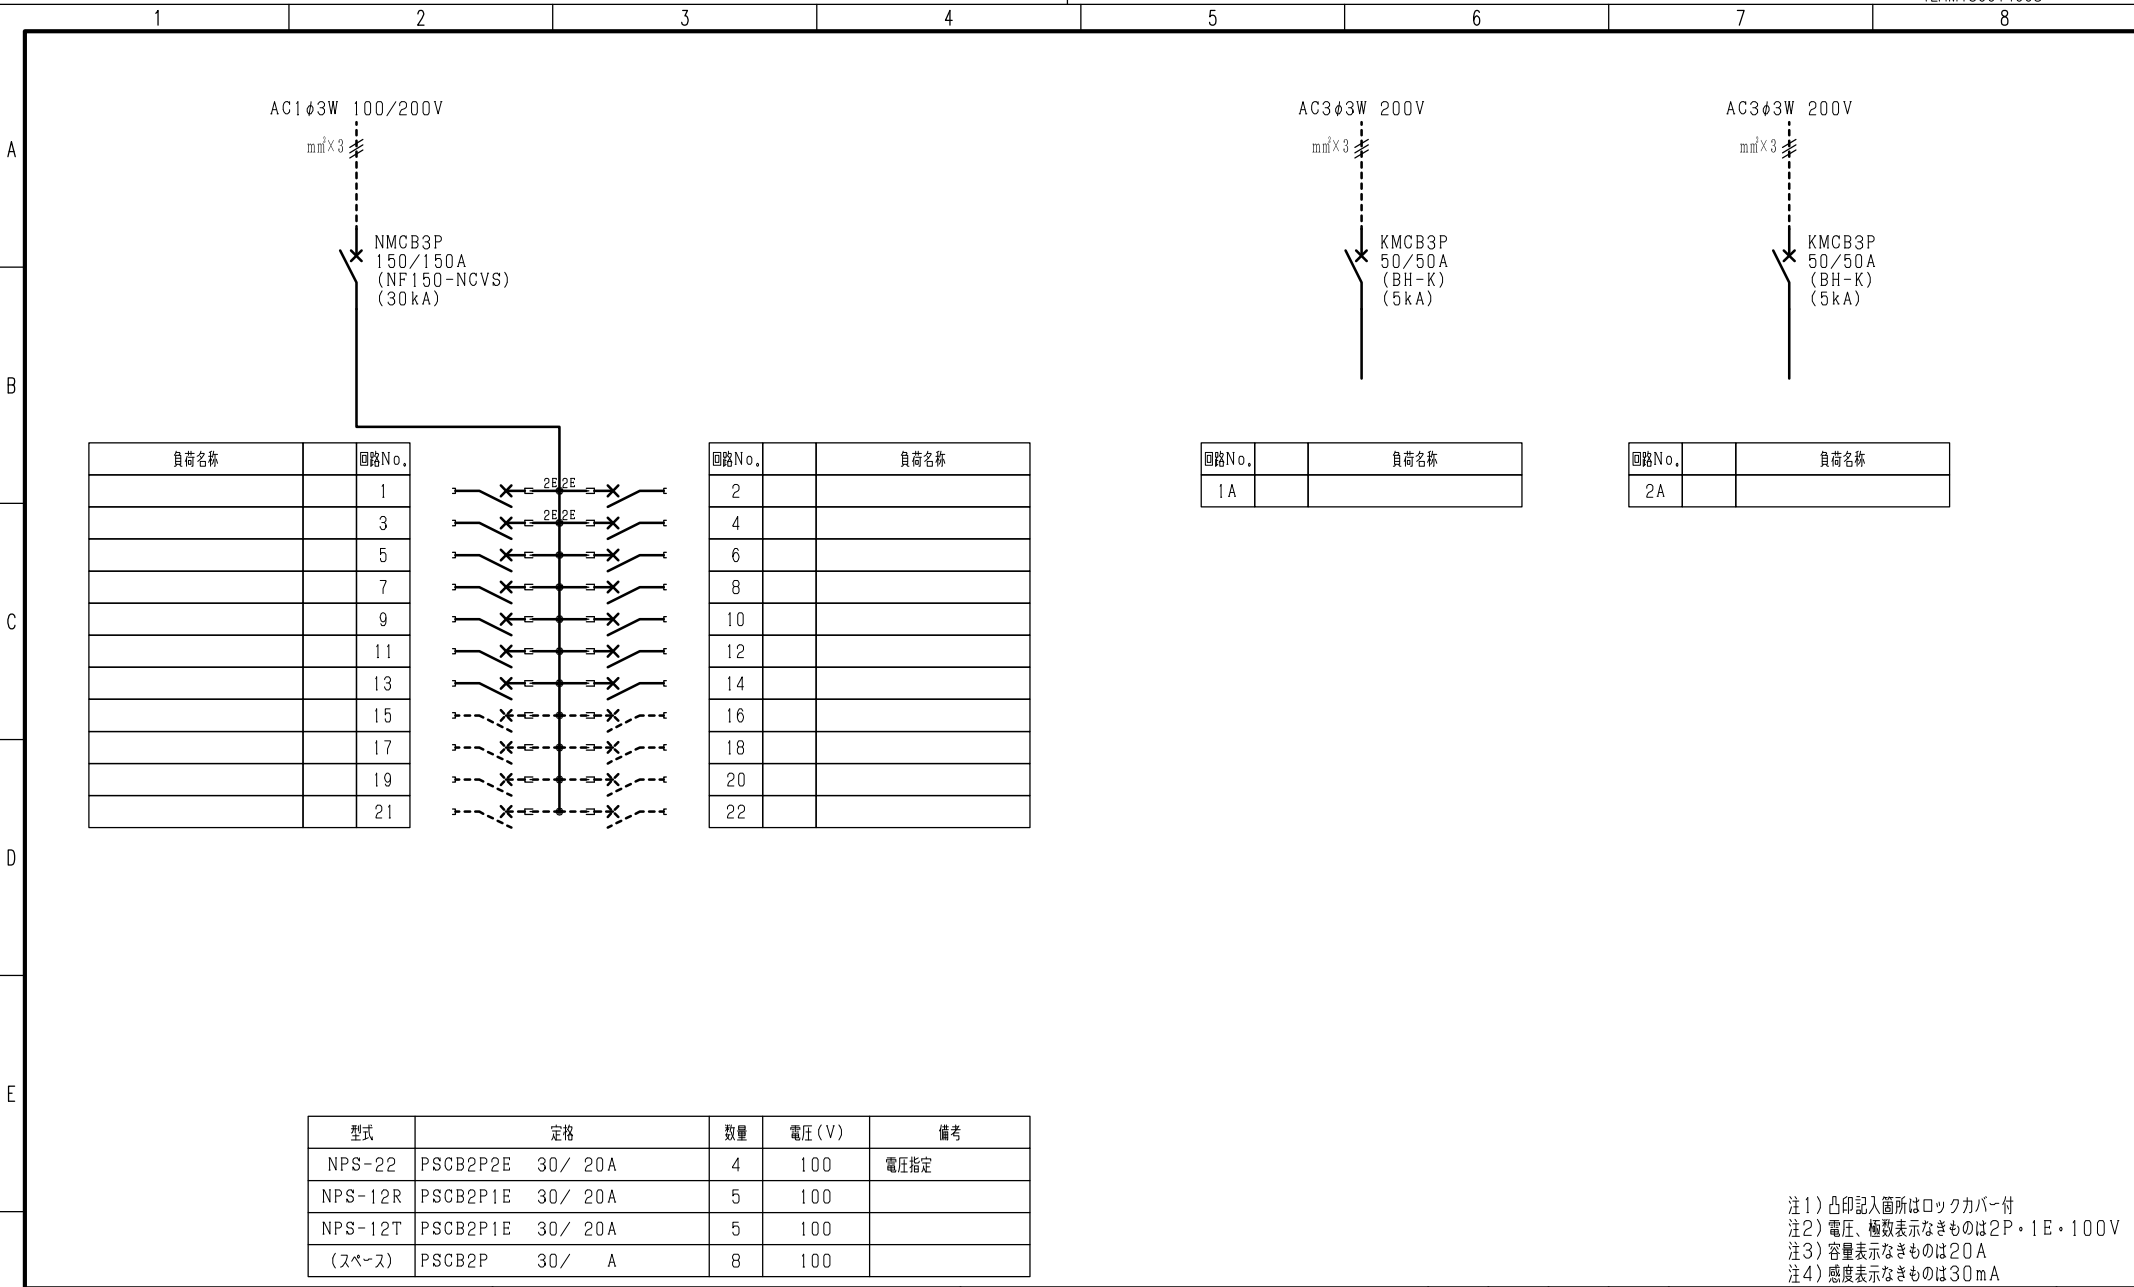 1 2 3 4 5 6 7 8
A
B
C
D
E
AC1φ3W 100/200V
mm²×3
NMCB3P
150/150A
(NF150-NCVS)
(30kA)
AC3φ3W 200V
mm²×3
KMCB3P
50/50A
(BH-K)
(5kA)
AC3φ3W 200V
mm²×3
KMCB3P
50/50A
(BH-K)
(5kA)
負荷名称 回路No. 回路No. 負荷名称
1 2E 2E 2
3 2E 2E 4
5 6
7 8
9 10
11 12
13 14
15 16
17 18
19 20
21 22
回路No. 負荷名称
1A
回路No. 負荷名称
2A
型式 定格 数量 電圧(V) 備考
NPS-22 PSCB2P2E 30/ 20A 4 100 電圧指定
NPS-12R PSCB2P1E 30/ 20A 5 100
NPS-12T PSCB2P1E 30/ 20A 5 100
(スペース) PSCB2P 30/ A 8 100
注1)凸印記入箇所はロックカバー付
注2)電圧、極数表示なきものは2P・1E・100V
注3)容量表示なきものは20A
注4)感度表示なきものは30mA